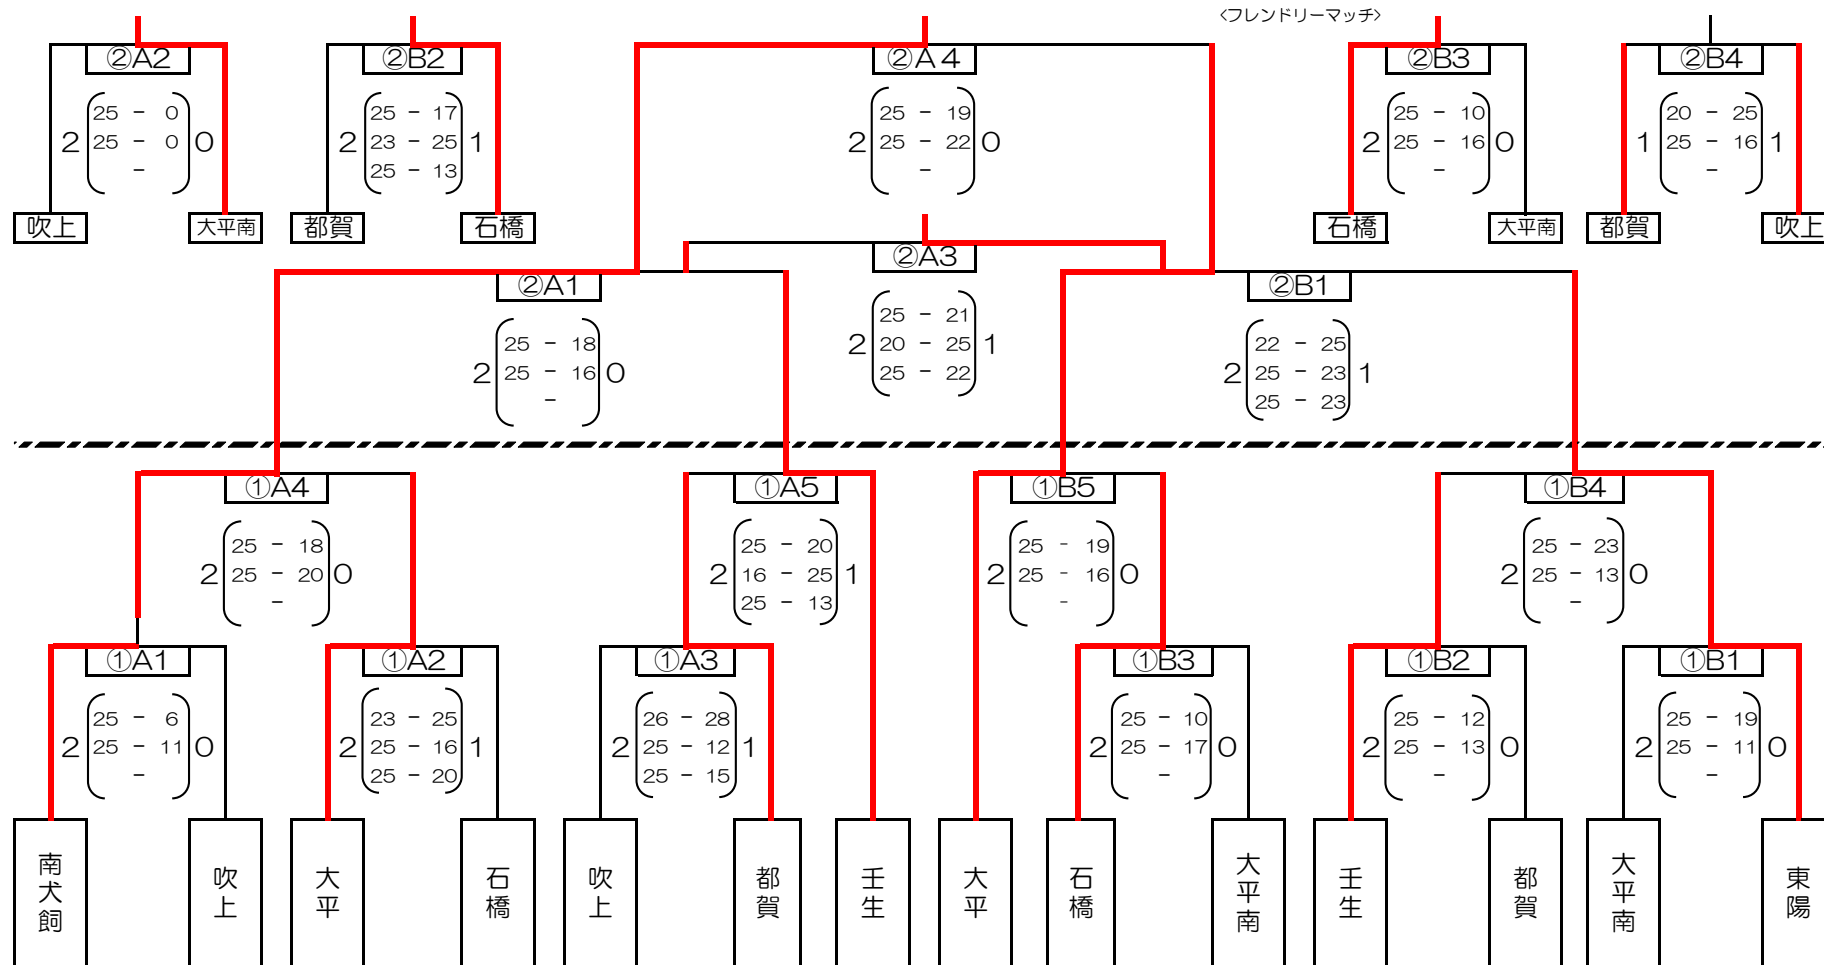 <フレンドリーマッチ>
②A2
②B2
②A4
②B3
②B4
2 25 - 0 0
25 - 0
-
2 25 - 17 1
23 - 25
25 - 13
2 25 - 19 0
25 - 22
-
2 25 - 10 0
25 - 16
-
1 20 - 25 1
25 - 16
-
吹上
大平南
都賀
石橋
石橋
大平南
都賀
吹上
②A3
2 25 - 21 1
20 - 25
25 - 22
②A1
2 25 - 18 0
25 - 16
-
②B1
2 22 - 25 1
25 - 23
25 - 23
①A4
2 25 - 18 0
25 - 20
-
①A5
2 25 - 20 1
16 - 25
25 - 13
①B5
2 25 - 19 0
25 - 16
-
①B4
2 25 - 23 0
25 - 13
-
①A1
2 25 - 6 0
25 - 11
-
①A2
2 23 - 25 1
25 - 16
25 - 20
①A3
2 26 - 28 1
25 - 12
25 - 15
①B3
2 25 - 10 0
25 - 17
-
①B2
2 25 - 12 0
25 - 13
-
①B1
2 25 - 19 0
25 - 11
-
南犬飼
吹上
大平
石橋
吹上
都賀
壬生
大平
石橋
大平南
壬生
都賀
大平南
東陽